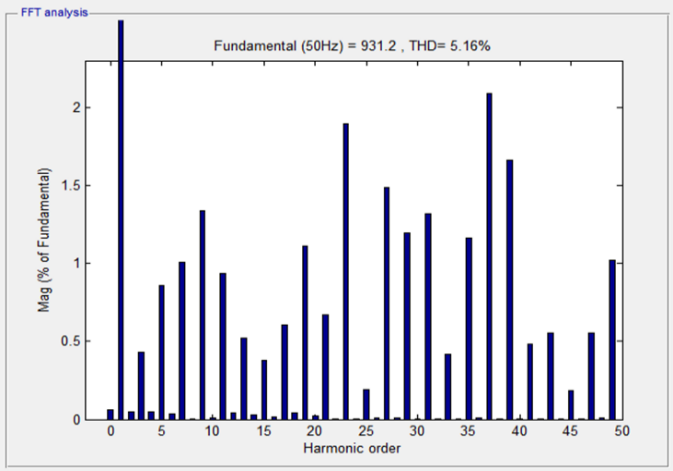 FFT analysis
Fundamental (50Hz) = 931.2 , THD= 5.16%
Mag (% of Fundamental)
2
1.5
1
0.5
0
0 5 10 15 20 25 30 35 40 45 50
Harmonic order